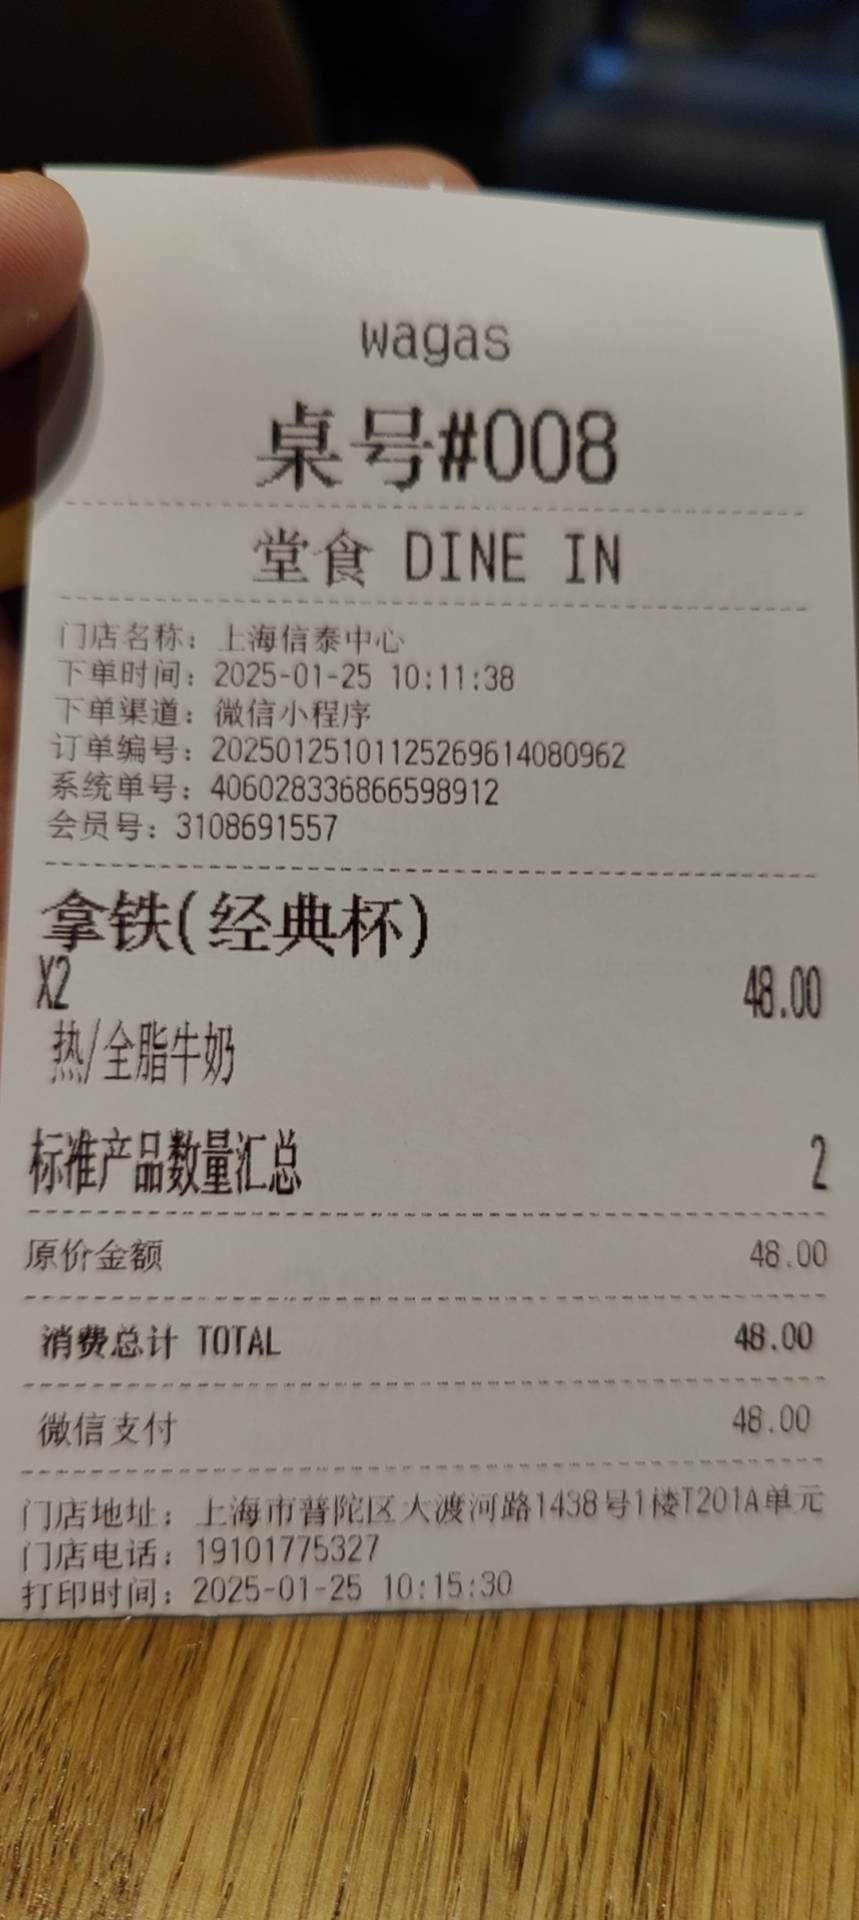 wagas
桌号#008
堂食 DINE IN
门店名称：上海信泰中心
下单时间：2025-01-25 10:11:38
下单渠道：微信小程序
订单编号：20250125101125269614080962
系统单号：406028336866598912
会员号：3108691557
拿铁(经典杯)
X2 48.00
热/全脂牛奶
标准产品数量汇总 2
原价金额 48.00
消费总计 TOTAL 48.00
微信支付 48.00
门店地址：上海市普陀区大渡河路1438号1楼T201A单元
门店电话：19101775327
打印时间：2025-01-25 10:15:30